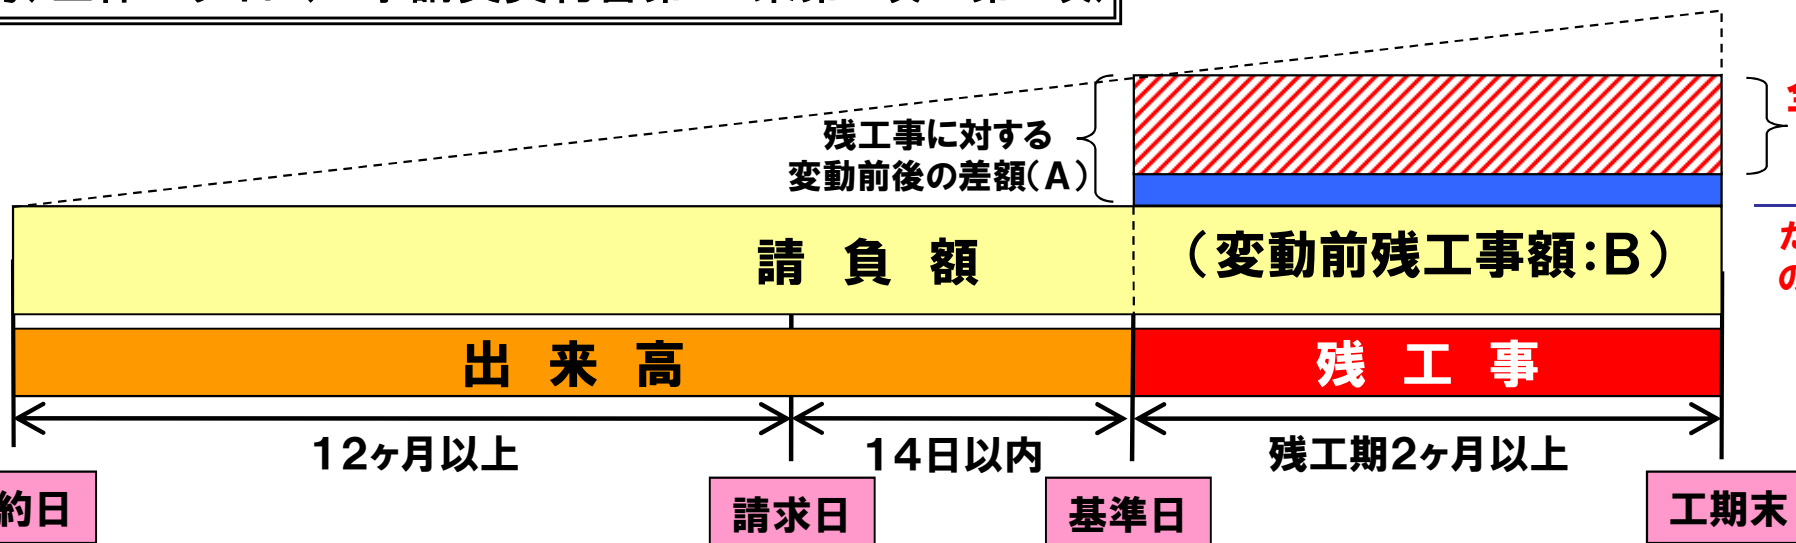 残工事に対する
変動前後の差額(A)
請負額
(変動前残工事額:B)
出来高
残工事
12ヶ月以上
14日以内
残工期2ヶ月以上
約日
請求日
基準日
工期末